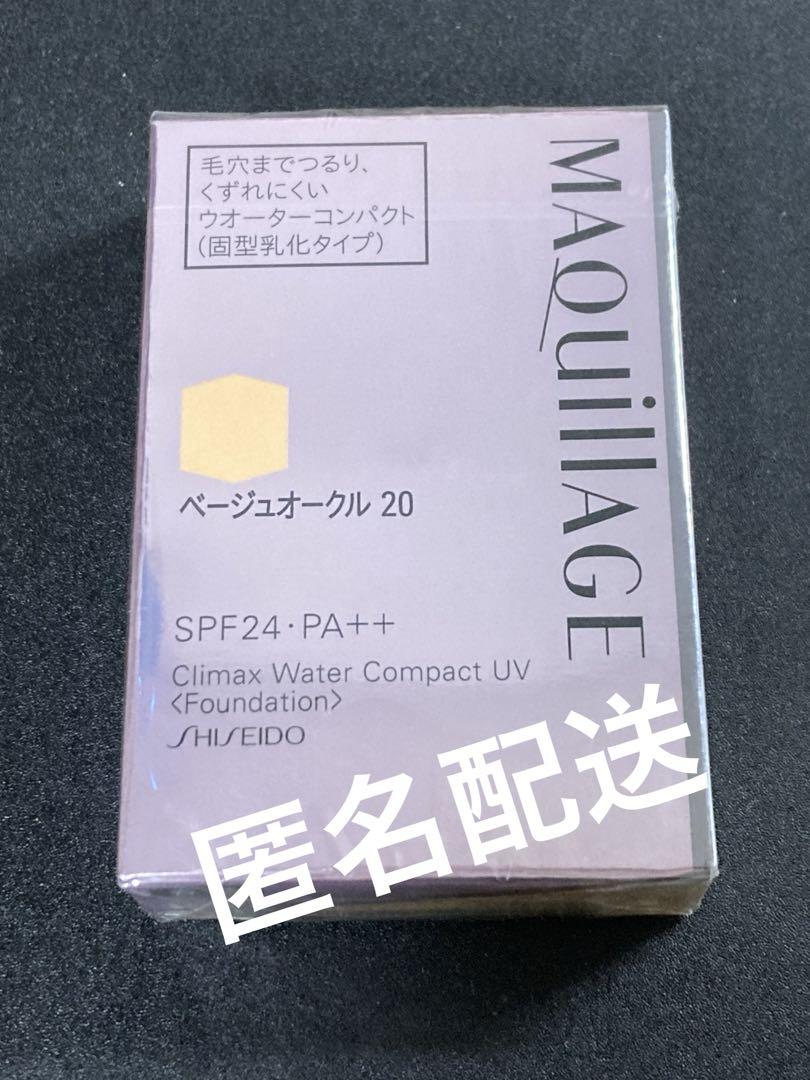 毛穴までつるり、
くずれにくい
ウオーターコンパクト
(固型乳化タイプ)
MAQuillAGE
ベージュオークル 20
SPF24・PA++
Climax Water Compact UV
<Foundation>
SHISEIDO
匿名配送